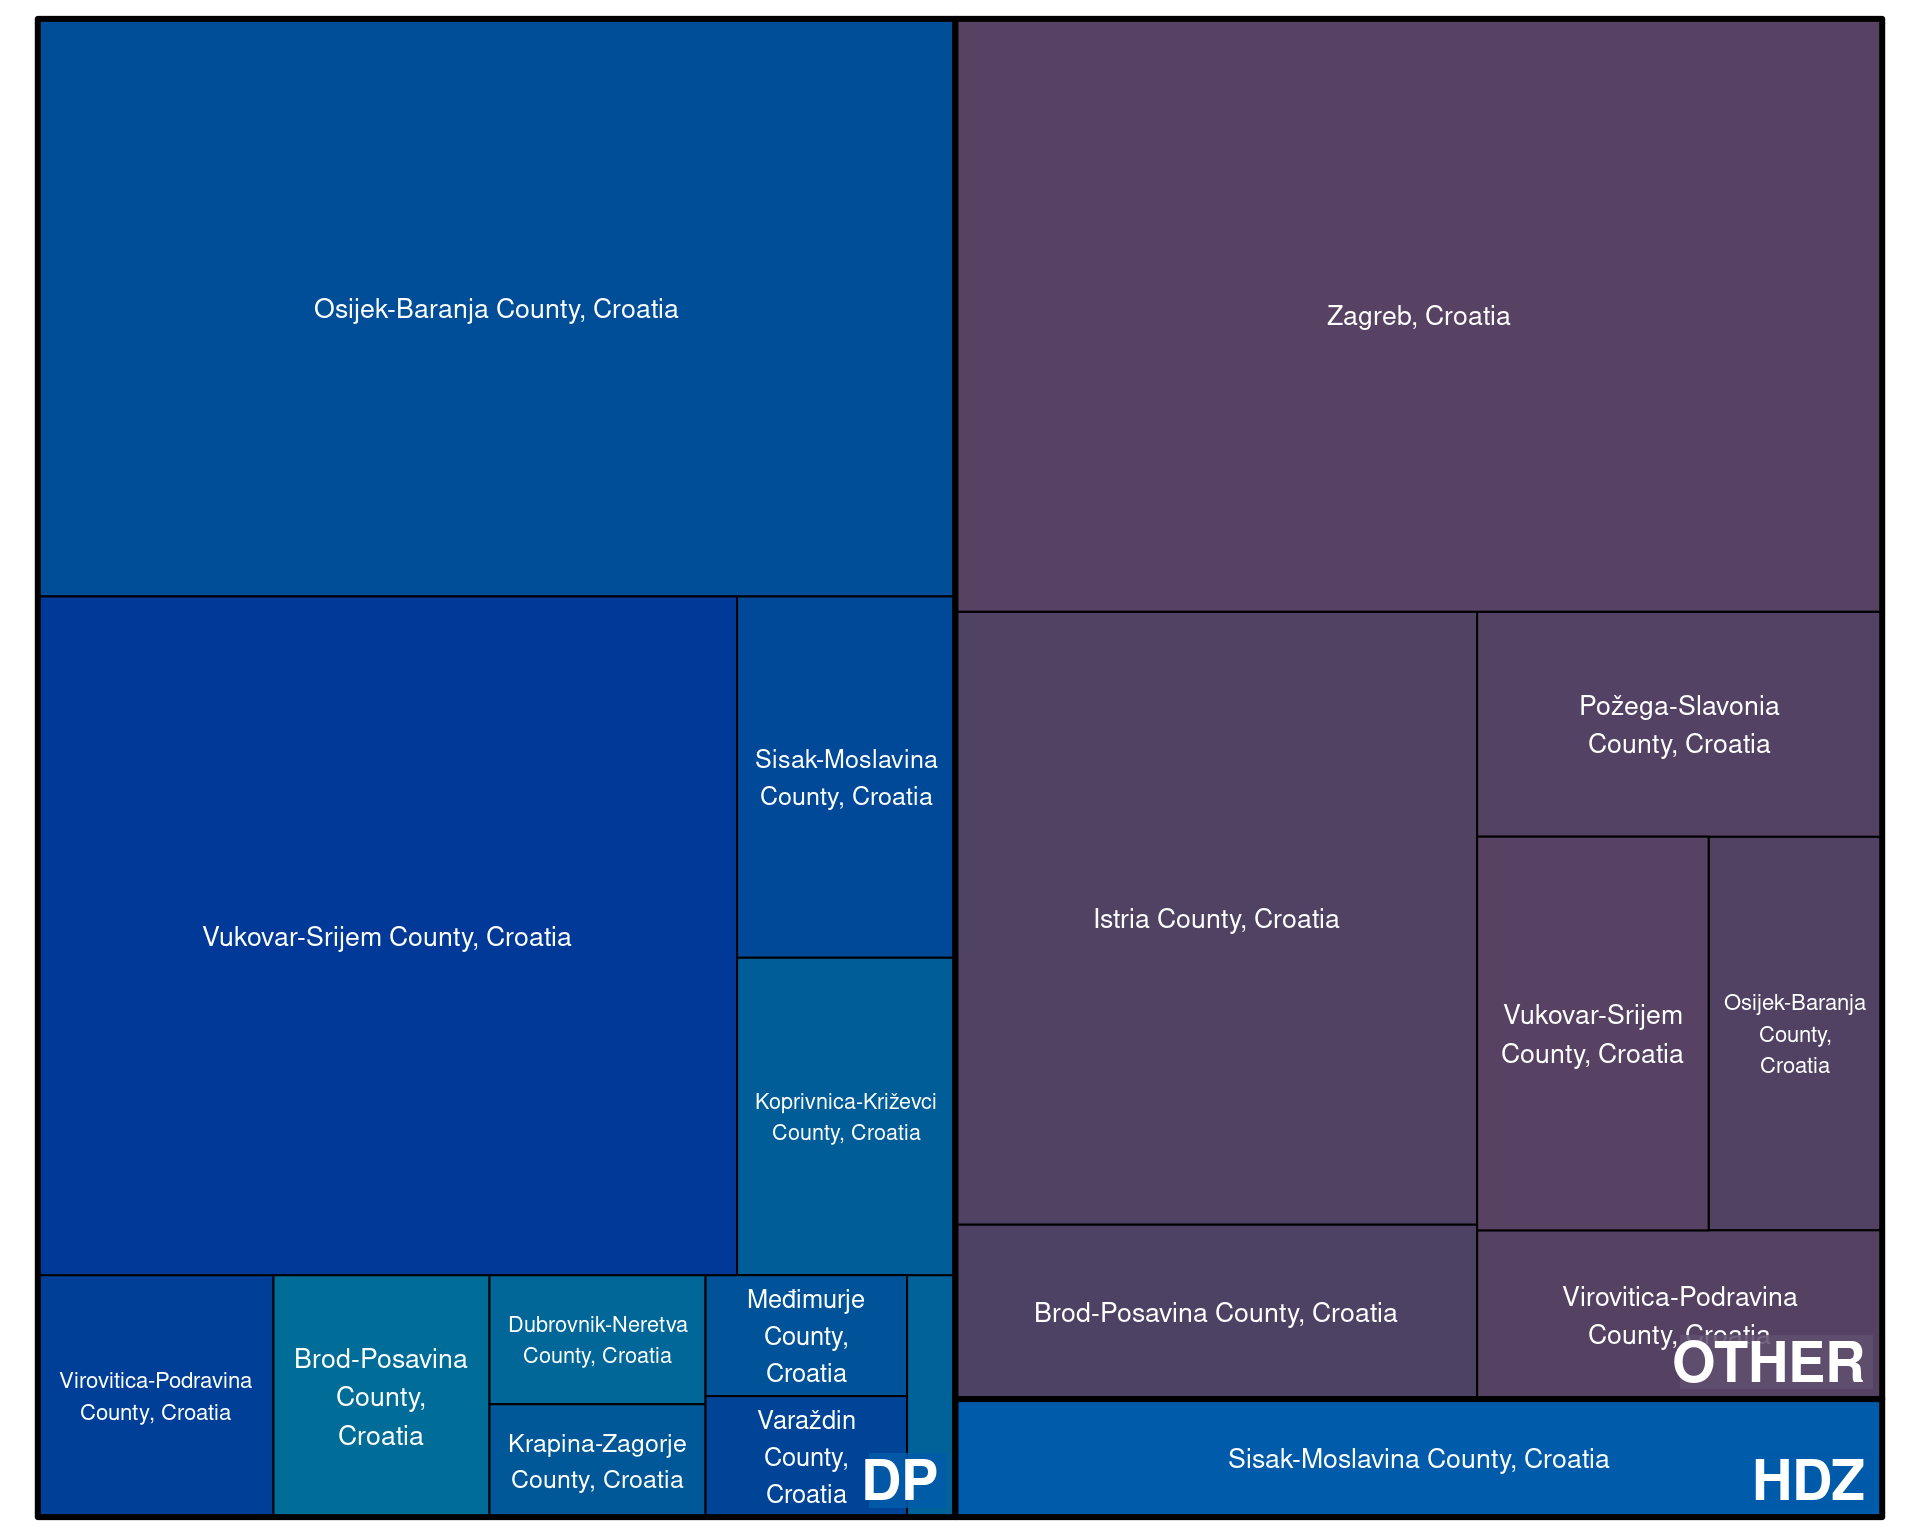 Osijek-Baranja County, Croatia
Vukovar-Srijem County, Croatia
Sisak-Moslavina
County, Croatia
Koprivnica-Križevci
County, Croatia
Virovitica-Podravina
County, Croatia
Brod-Posavina
County,
Croatia
Dubrovnik-Neretva
County, Croatia
Krapina-Zagorje
County, Croatia
Međimurje
County,
Croatia
Varaždin
County,
Croatia
DP
Zagreb, Croatia
Istria County, Croatia
Požega-Slavonia
County, Croatia
Vukovar-Srijem
County, Croatia
Osijek-Baranja
County,
Croatia
Brod-Posavina County, Croatia
Virovitica-Podravina
County, Croatia
OTHER
Sisak-Moslavina County, Croatia
HDZ